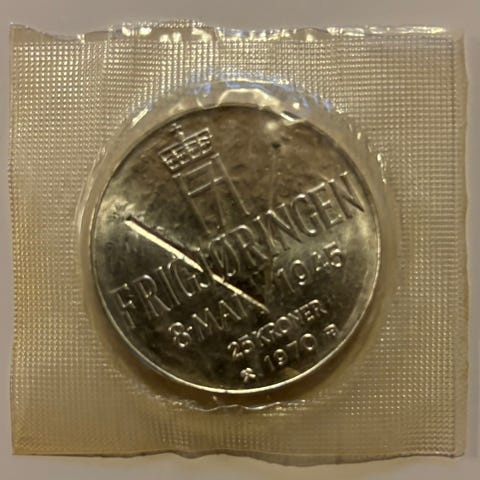 FRIGJØRINGEN
8·MAI 1945
25 KRONER
1970